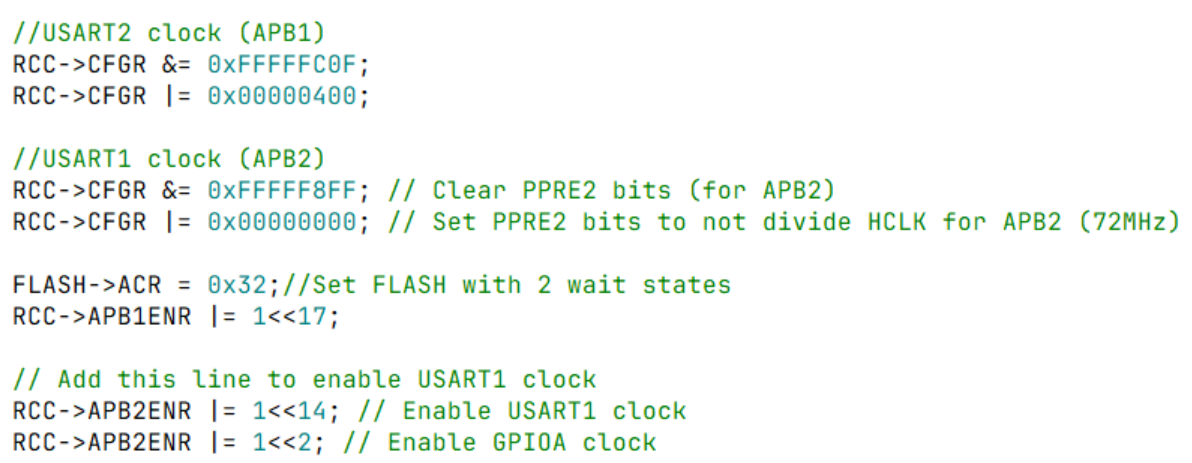 //USART2 clock (APB1)
RCC->CFGR &= 0xFFFFFC0F;
RCC->CFGR |= 0x00000400;
//USART1 clock (APB2)
RCC->CFGR &= 0xFFFFF8FF; // Clear PPRE2 bits (for APB2)
RCC->CFGR |= 0x00000000; // Set PPRE2 bits to not divide HCLK for APB2 (72MHz)
FLASH->ACR = 0x32;//Set FLASH with 2 wait states
RCC->APB1ENR |= 1<<17;
// Add this line to enable USART1 clock
RCC->APB2ENR |= 1<<14; // Enable USART1 clock
RCC->APB2ENR |= 1<<2; // Enable GPIOA clock